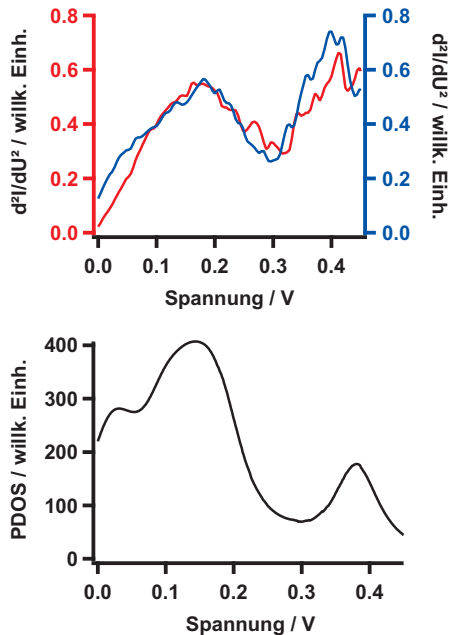 d²I/dU² / willk. Einh.
0.8
0.6
0.4
0.2
0.0
0.8
0.6
0.4
0.2
0.0
d²I/dU² / willk. Einh.
0.0 0.1 0.2 0.3 0.4
Spannung / V
PDOS / willk. Einh.
400
300
200
100
0
0.0 0.1 0.2 0.3 0.4
Spannung / V